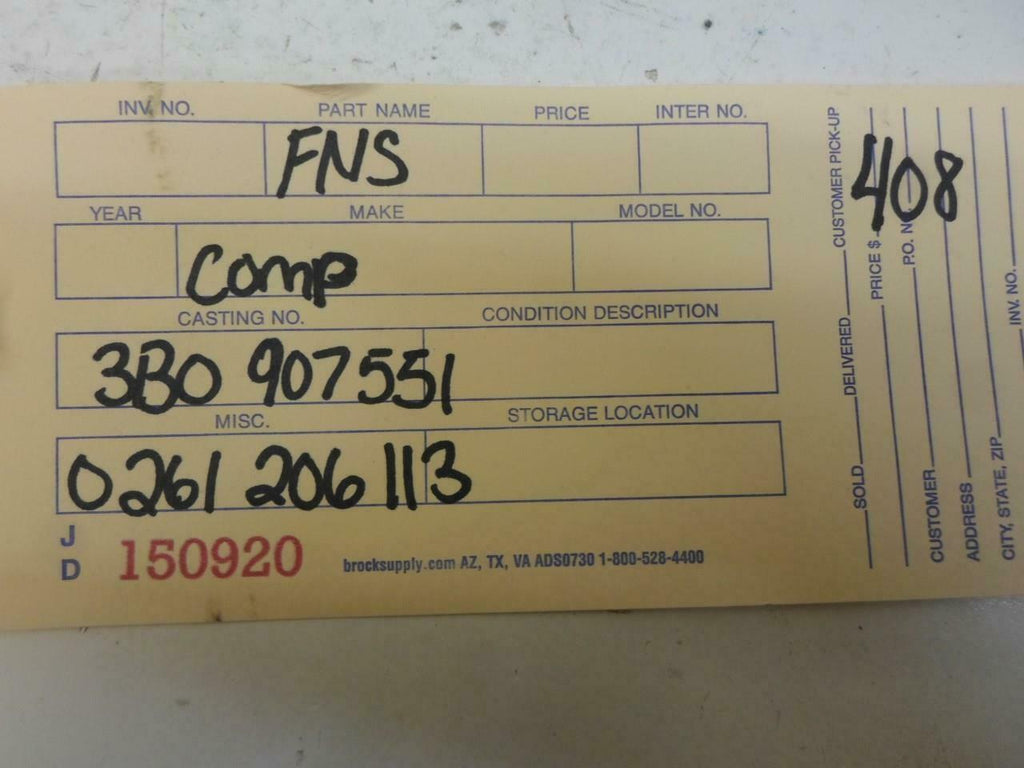 INV. NO. PART NAME PRICE INTER NO.
FNS
YEAR MAKE MODEL NO.
Comp
CASTING NO. CONDITION DESCRIPTION
3B0 907551
MISC. STORAGE LOCATION
0261 206 113
J
D
150920 brocksupply.com AZ, TX, VA ADS0730 1-800-528-4400
SOLD DELIVERED CUSTOMER PICK-UP
PRICE $
408
P.O. N
CUSTOMER
ADDRESS
CITY, STATE, ZIP
INV. NO.